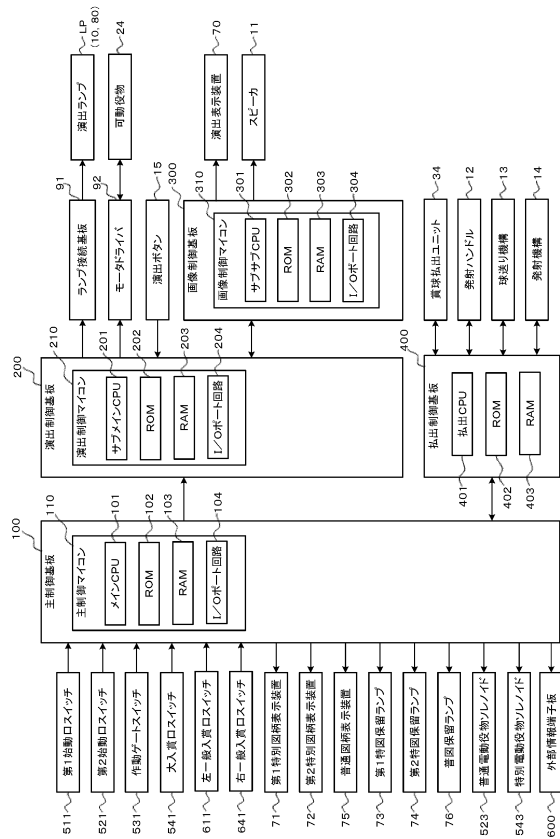 511
第1始動口スイッチ
521
第2始動口スイッチ
531
作動ゲートスイッチ
541
大入賞口スイッチ
611
左一般入賞口スイッチ
641
右一般入賞口スイッチ
71
第1特別図柄表示装置
72
第2特別図柄表示装置
75
普通図柄表示装置
73
第1特図保留ランプ
74
第2特図保留ランプ
76
普図保留ランプ
523
普通電動役物ソレノイド
543
特別電動役物ソレノイド
600
外部情報端子板
100
主制御基板
110
主制御マイコン
101
メインCPU
102
ROM
103
RAM
104
I/Oポート回路
200
演出制御基板
210
演出制御マイコン
201
サブメインCPU
202
ROM
203
RAM
204
I/Oポート回路
400
払出制御基板
払出CPU
401
ROM
402
RAM
403
91
ランプ接続基板
92
モータドライバ
15
演出ボタン
300
画像制御基板
310
画像制御マイコン
301
サブサブCPU
302
ROM
303
RAM
304
I/Oポート回路
34
賞球払出ユニット
12
発射ハンドル
13
球送り機構
14
発射機構
LP
(10, 80)
演出ランプ
24
可動役物
70
演出表示装置
11
スピーカ